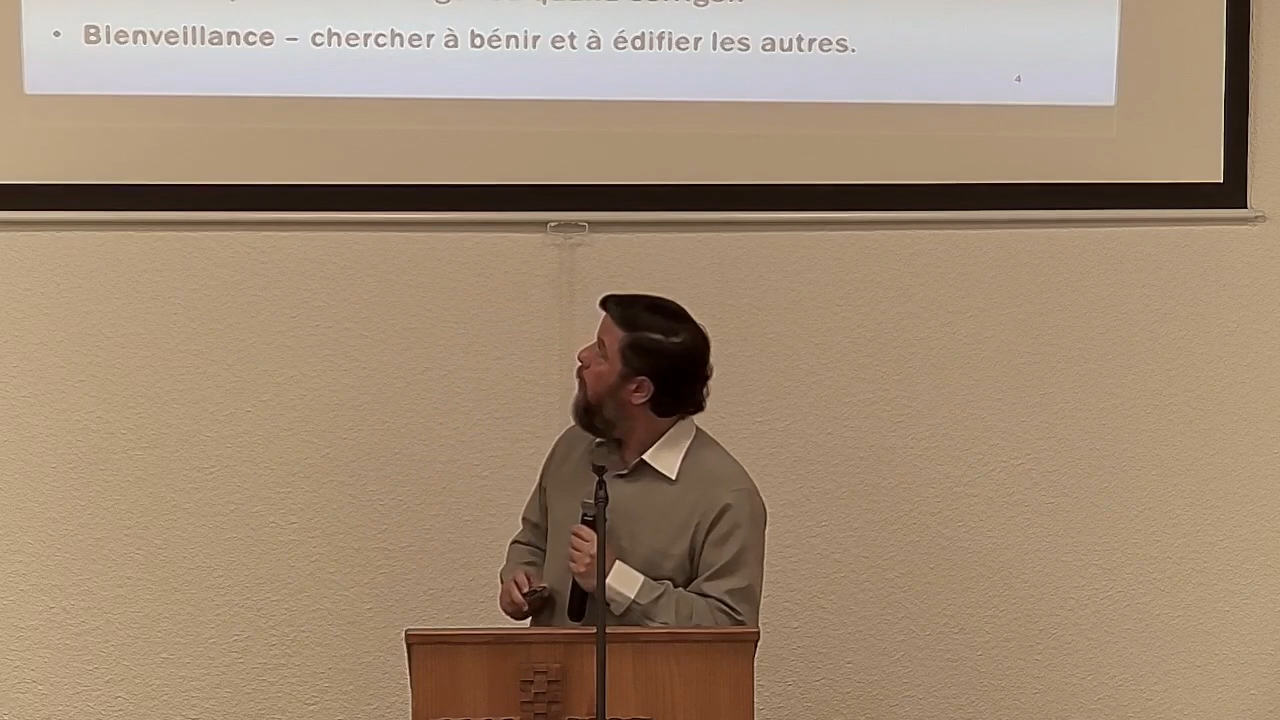 • Bienveillance – chercher à bénir et à édifier les autres.
4